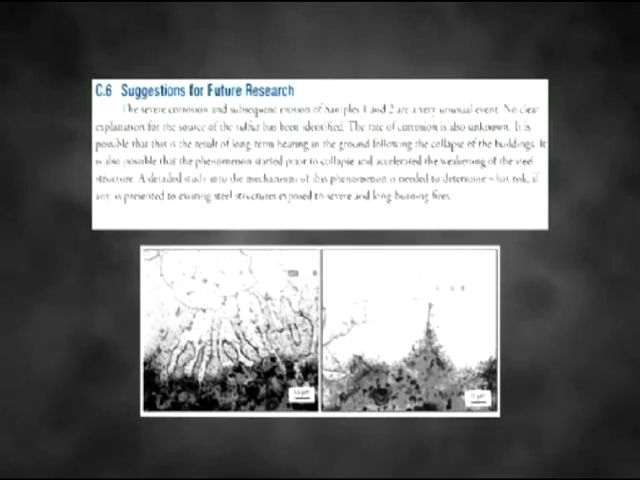 C.6 Suggestions for Future Research
The severe corrosion and subsequent erosion of Samples 1 and 2 are a very unusual event. No clear
explanation for the source of the sulfur has been identified. The rate of corrosion is also unknown. It is
possible that this is the result of long-term heating in the ground following the collapse of the buildings. It
is also possible that the phenomenon started prior to collapse and accelerated the weakening of the steel
structure. A detailed study into the mechanisms of this phenomenon is needed to determine what risk, if
any, is presented to existing steel structures exposed to severe and long-burning fires.